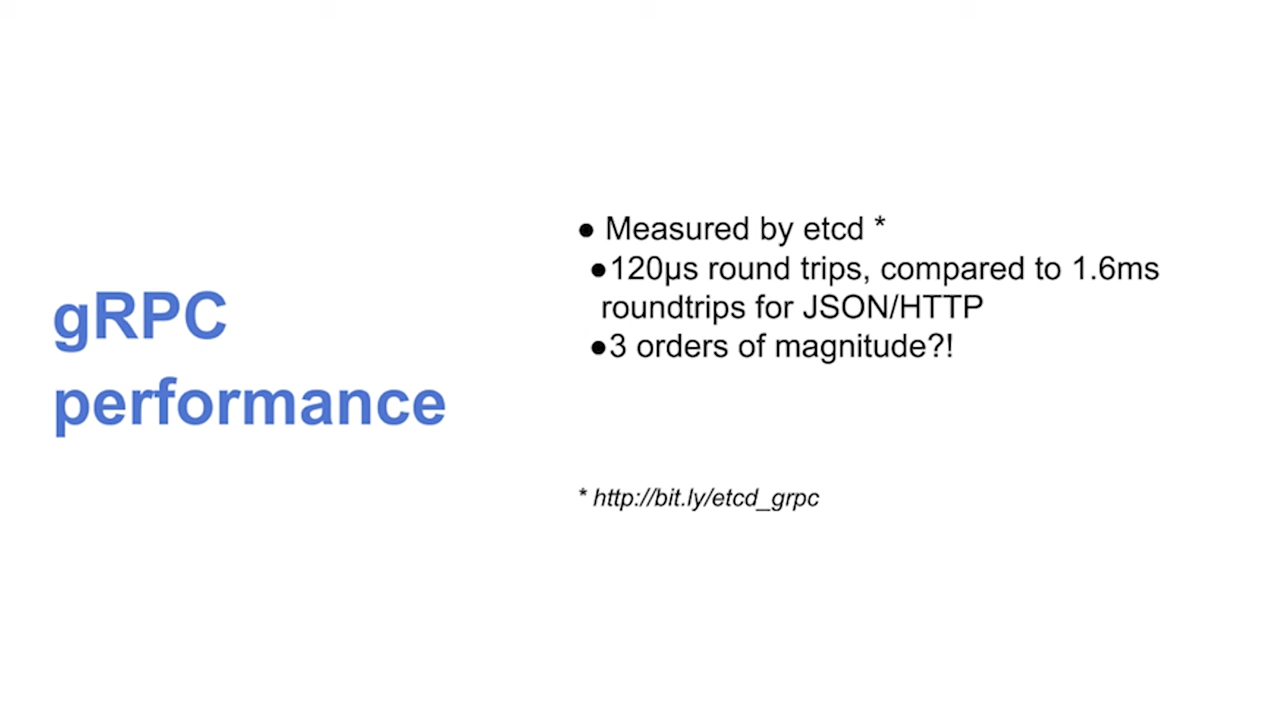 gRPC
performance
● Measured by etcd *
●120µs round trips, compared to 1.6ms
roundtrips for JSON/HTTP
●3 orders of magnitude?!
* http://bit.ly/etcd_grpc